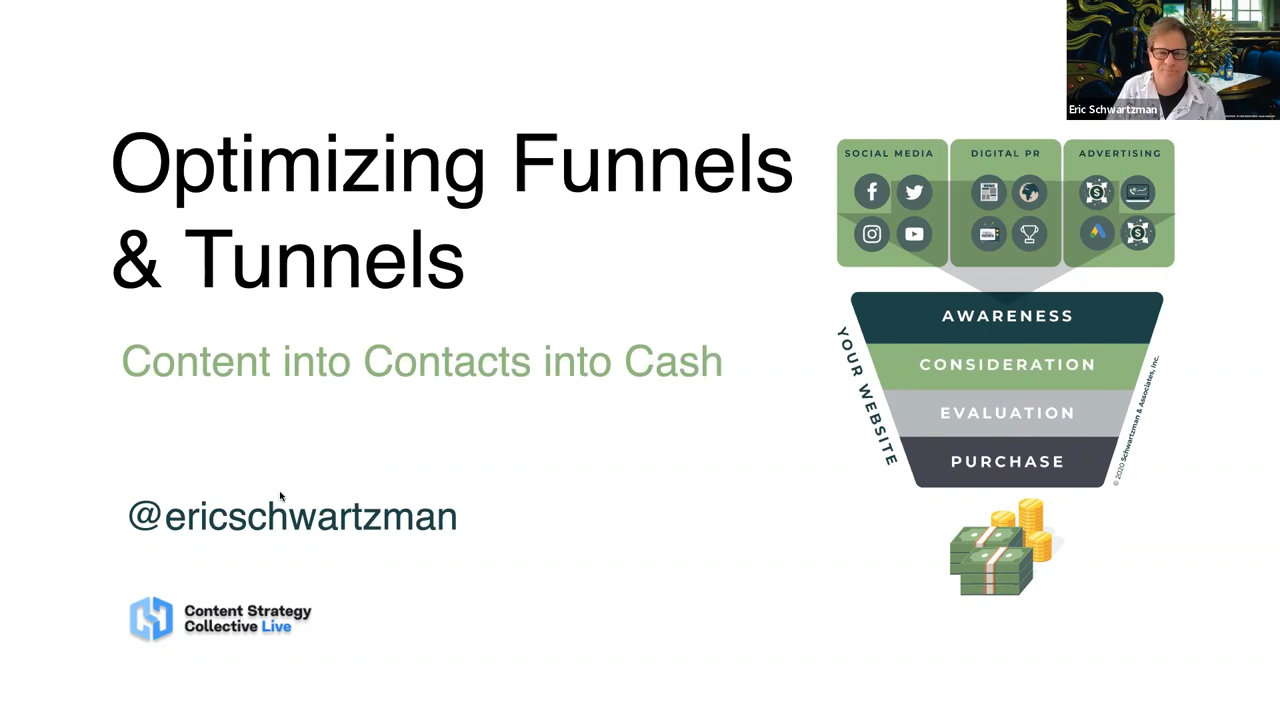 Optimizing Funnels
& Tunnels
Content into Contacts into Cash
@ericschwartzman
Content Strategy
Collective Live
Eric Schwartzman
SOCIAL MEDIA
DIGITAL PR
ADVERTISING
NEWS
AWARENESS
CONSIDERATION
EVALUATION
PURCHASE
YOUR WEBSITE
© 2020 Schwartzman & Associates, Inc.